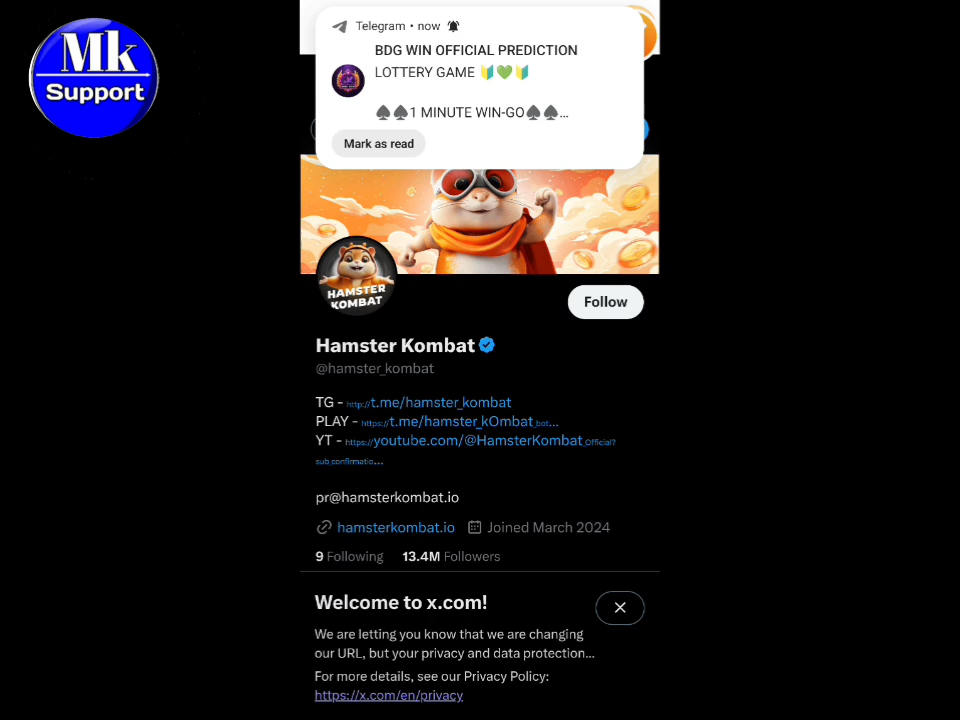 Mk
Support
Telegram • now
BDG WIN OFFICIAL PREDICTION
LOTTERY GAME 🔰💚🔰
♠♠1 MINUTE WIN-GO♠♠...
Mark as read
HAMSTER
KOMBAT
Follow
Hamster Kombat
@hamster_kombat
TG - http://t.me/hamster_kombat
PLAY - https://t.me/hamster_kOmbat_bot...
YT - https://youtube.com/@HamsterKombat_Official?
sub_confirmatio...
pr@hamsterkombat.io
hamsterkombat.io Joined March 2024
9 Following 13.4M Followers
Welcome to x.com!
We are letting you know that we are changing
our URL, but your privacy and data protection...
For more details, see our Privacy Policy:
https://x.com/en/privacy